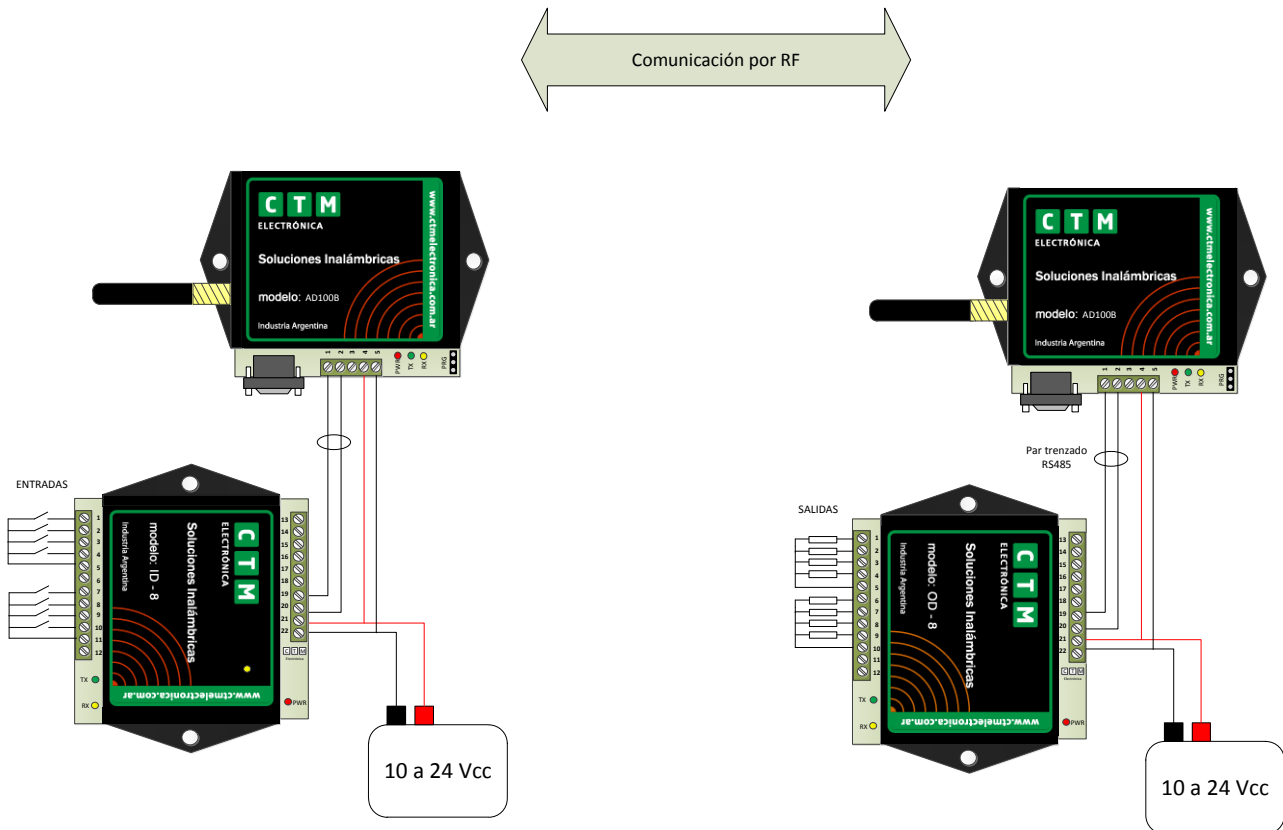 Comunicación por RF
C T M
ELECTRÓNICA
Soluciones Inalámbricas
modelo: AD100B
Industria Argentina
www.ctmelectronica.com.ar
1 2 3 4 5
PWR TX RX PRG
C T M
ELECTRÓNICA
Soluciones Inalámbricas
modelo: AD100B
Industria Argentina
www.ctmelectronica.com.ar
1 2 3 4 5
PWR TX RX PRG
Par trenzado
RS485
ENTRADAS
1
2
3
4
5
6
7
8
9
10
11
12
TX
RX
C T M
ELECTRÓNICA
Soluciones Inalámbricas
modelo: ID - 8
Industria Argentina
www.ctmelectronica.com.ar
13
14
15
16
17
18
19
20
21
22
C T M
Electrónica
PWR
10 a 24 Vcc
SALIDAS
1
2
3
4
5
6
7
8
9
10
11
12
TX
RX
C T M
ELECTRÓNICA
Soluciones Inalámbricas
modelo: OD - 8
Industria Argentina
www.ctmelectronica.com.ar
13
14
15
16
17
18
19
20
21
22
C T M
Electrónica
PWR
10 a 24 Vcc